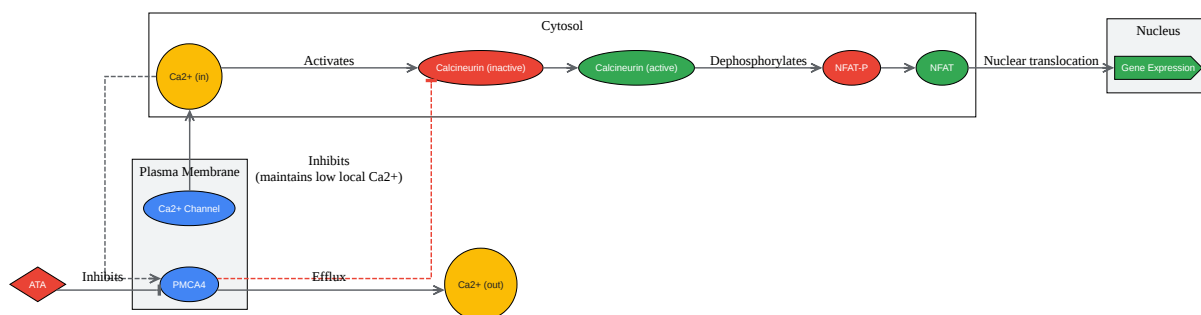 Cytosol
Nucleus
Ca2+ (in)
Activates
Calcineurin (inactive)
Calcineurin (active)
Dephosphorylates
NFAT-P
NFAT
Nuclear translocation
Gene Expression
Plasma Membrane
Inhibits
(maintains low local Ca2+)
Ca2+ Channel
ATA
Inhibits
PMCA4
Efflux
Ca2+ (out)